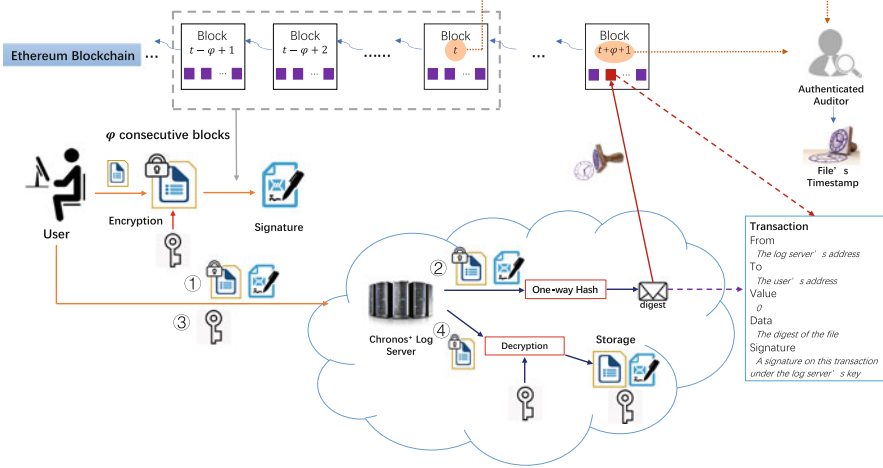 Block
t − φ + 1
Block
t − φ + 2
......
Block
t
...
Block
t+φ+1
Ethereum Blockchain
...
...
...
...
...
Authenticated
Auditor
φ consecutive blocks
File's
Timestamp
User
Encryption
Signature
①
②
③
④
One-way Hash
digest
Chronos⁺ Log
Server
Decryption
Storage
Transaction
From
The log server's address
To
The user's address
Value
0
Data
The digest of the file
Signature
A signature on this transaction
under the log server's key